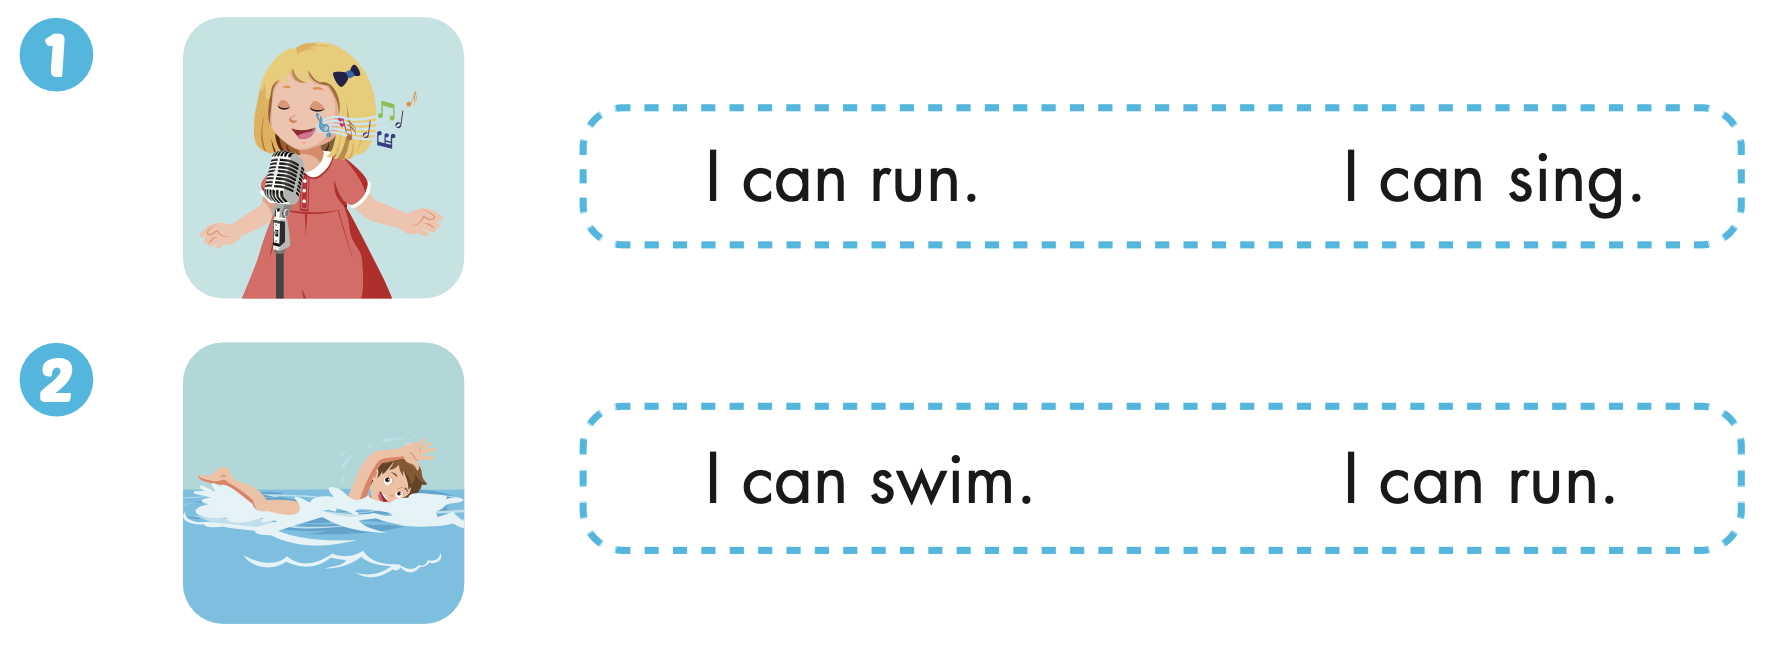 1
I can run. I can sing.
2
I can swim. I can run.